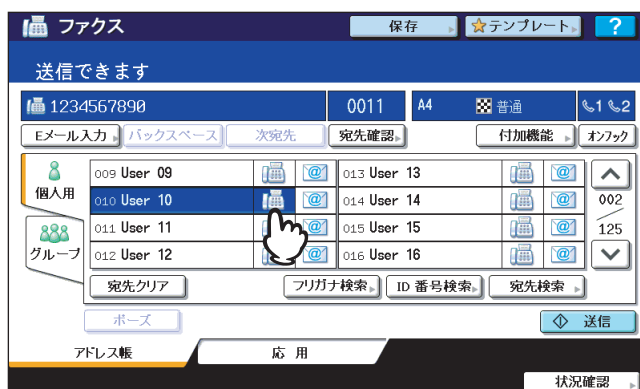 ファクス 保存 テンプレート ?
送信できます
1234567890 0011 A4 普通 1 2
Eメール入力 バックスペース 次宛先 宛先確認 付加機能 オンフック
個人用
グループ
009 User 09 @ 013 User 13 @
010 User 10 @ 014 User 14 @
011 User 11 @ 015 User 15 @
012 User 12 @ 016 User 16 @
002
125
宛先クリア フリガナ検索 ID 番号検索 宛先検索
ポーズ 送信
アドレス帳 応 用
状況確認